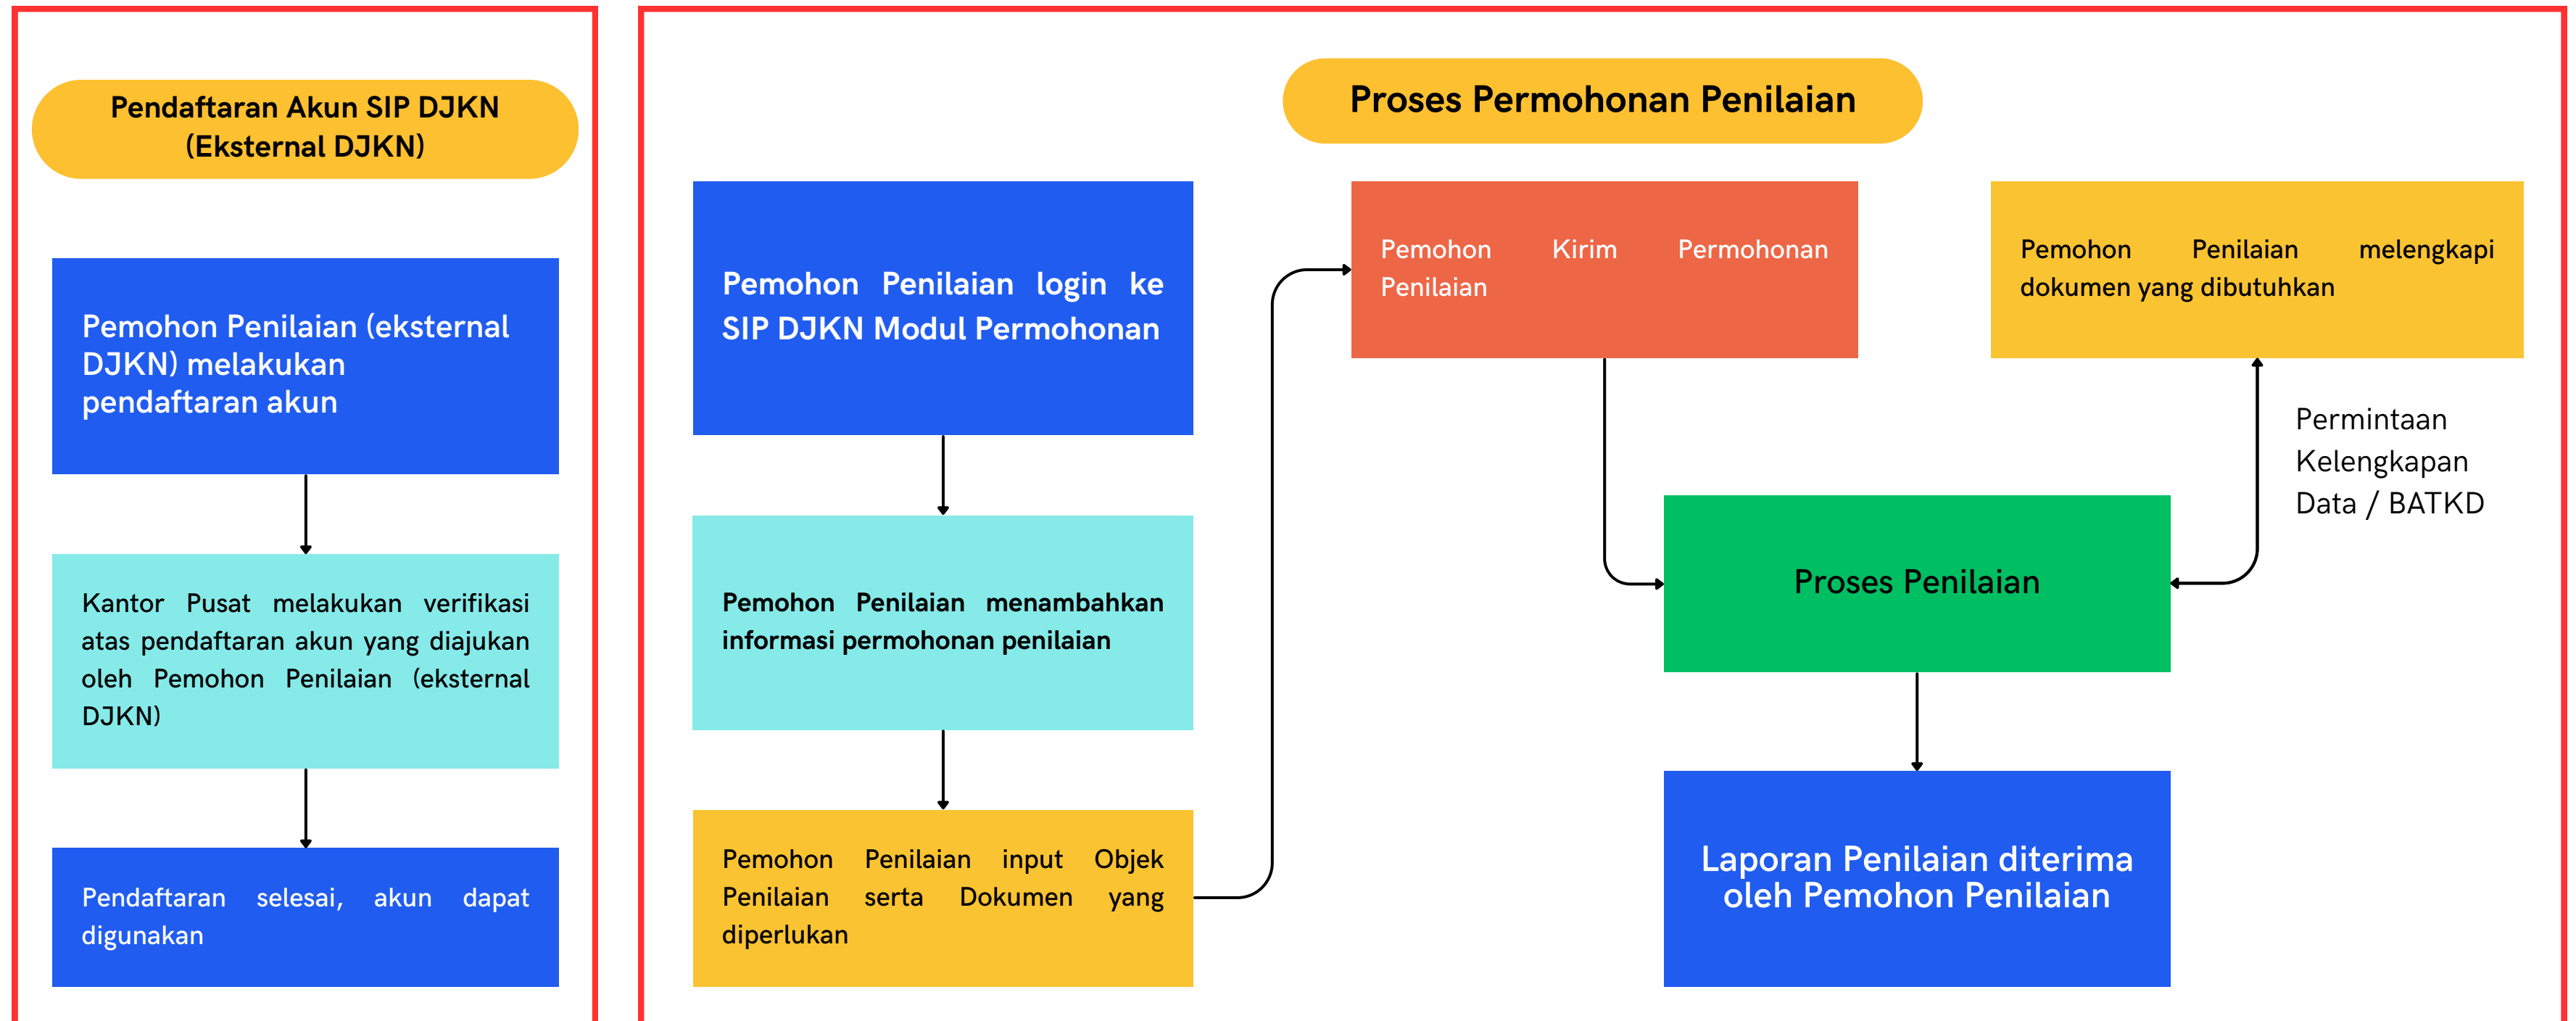 Pendaftaran Akun SIP DJKN
(Eksternal DJKN)
Pemohon Penilaian (eksternal
DJKN) melakukan
pendaftaran akun
Kantor Pusat melakukan verifikasi
atas pendaftaran akun yang diajukan
oleh Pemohon Penilaian (eksternal
DJKN)
Pendaftaran selesai, akun dapat
digunakan
Proses Permohonan Penilaian
Pemohon Penilaian login ke
SIP DJKN Modul Permohonan
Pemohon Penilaian menambahkan
informasi permohonan penilaian
Pemohon Penilaian input Objek
Penilaian serta Dokumen yang
diperlukan
Pemohon Kirim Permohonan
Penilaian
Pemohon Penilaian melengkapi
dokumen yang dibutuhkan
Permintaan
Kelengkapan
Data / BATKD
Proses Penilaian
Laporan Penilaian diterima
oleh Pemohon Penilaian